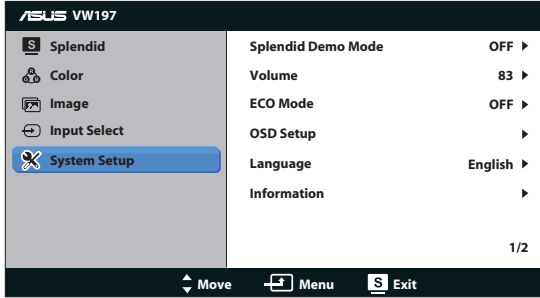 ASUS VW197
S Splendid
Color
Image
Input Select
System Setup
Splendid Demo Mode OFF
Volume 83
ECO Mode OFF
OSD Setup
Language English
Information
1/2
Move Menu S Exit